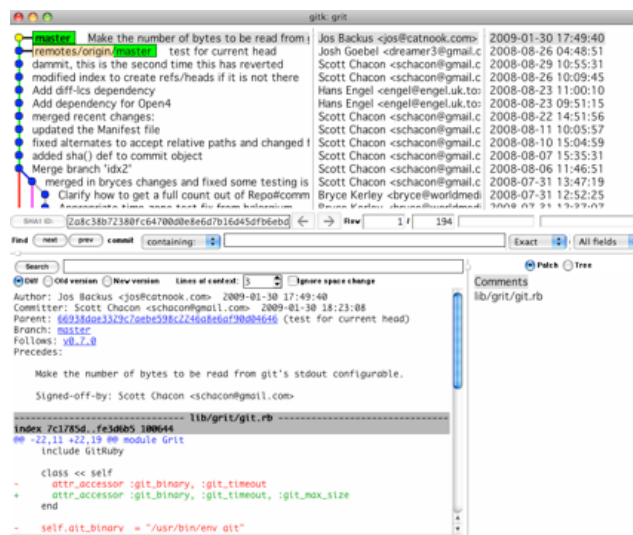 gitk: grit
master Make the number of bytes to be read from g Jos Backus <jos@catnook.com> 2009-01-30 17:49:40
remotes/origin/master test for current head Josh Goebel <dreamer3@gmail.c 2008-08-26 04:48:51
dammit, this is the second time this has reverted Scott Chacon <schacon@gmail.c 2008-08-29 10:55:31
modified index to create refs/heads if it is not there Scott Chacon <schacon@gmail.c 2008-08-26 10:09:45
Add diff-lcs dependency Hans Engel <engel@engel.uk.to> 2008-08-23 11:00:10
Add dependency for Open4 Hans Engel <engel@engel.uk.to> 2008-08-23 09:51:15
merged recent changes: Scott Chacon <schacon@gmail.c 2008-08-22 14:51:56
updated the Manifest file Scott Chacon <schacon@gmail.c 2008-08-11 10:05:57
fixed alternates to accept relative paths and changed f Scott Chacon <schacon@gmail.c 2008-08-10 15:04:59
added sha() def to commit object Scott Chacon <schacon@gmail.c 2008-08-07 15:35:31
Merge branch 'idx2' Scott Chacon <schacon@gmail.c 2008-08-06 11:46:51
merged in bryces changes and fixed some testing is Scott Chacon <schacon@gmail.c 2008-07-31 13:47:19
Clarify how to get a full count out of Repo#comm Bryce Kerley <bkerley@worldmedi 2008-07-31 12:52:25
SHA1 ID: Row 1 / 194
Find next prev commit containing: Exact All fields
Search Patch Tree
Diff Old version New version Lines of context: 3 Ignore space change Comments
Author: Jos Backus <jos@catnook.com> 2009-01-30 17:49:40 lib/grit/git.rb
Committer: Scott Chacon <schacon@gmail.com> 2009-01-30 18:23:08
Parent: (test for current head)
Branch: master
Follows: v0.7.0
Precedes:
Make the number of bytes to be read from git's stdout configurable.
Signed-off-by: Scott Chacon <schacon@gmail.com>
---------------------------- lib/grit/git.rb ----------------------------
index 7c1785d..fe3d6b5 100644
@@ -22,11 +22,19 @@ module Grit
include GitRuby
class << self
- attr_accessor :git_binary, :git_timeout
+ attr_accessor :git_binary, :git_timeout, :git_max_size
end
- self.git_binary = "/usr/bin/env git"